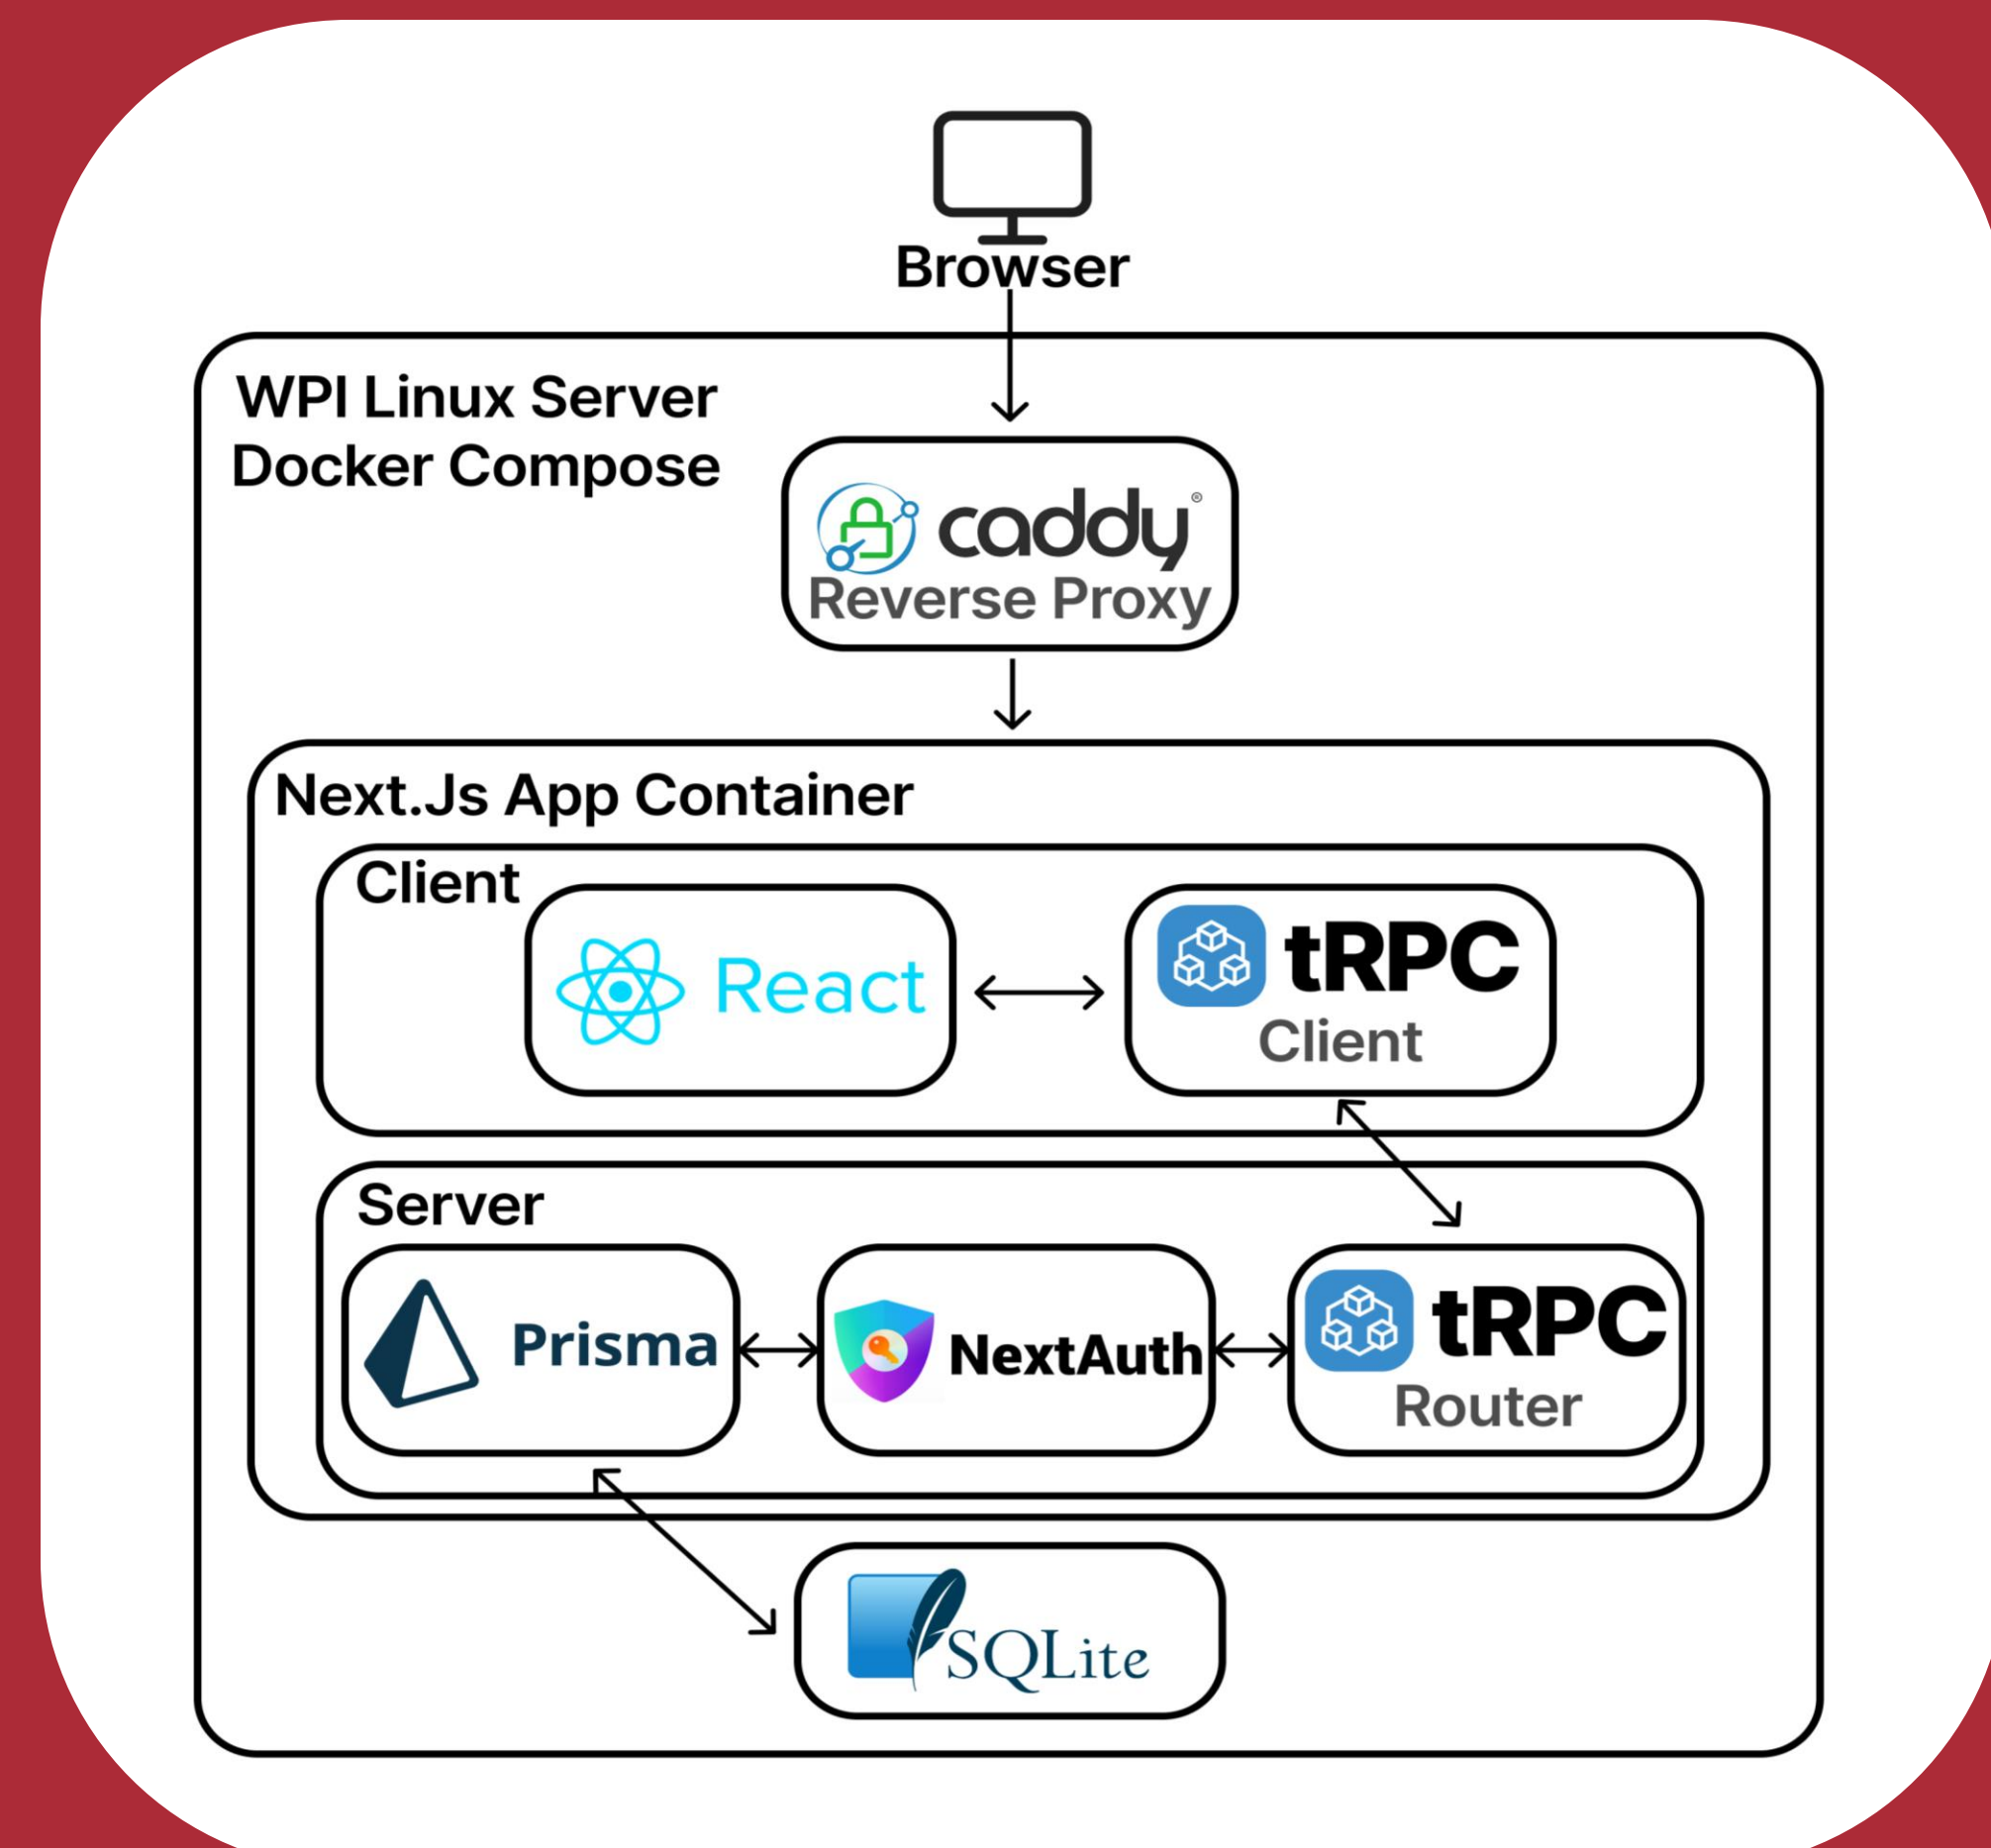 Browser
WPI Linux Server
Docker Compose
caddy®
Reverse Proxy
Next.Js App Container
Client
React
tRPC
Client
Server
Prisma
NextAuth
tRPC
Router
SQLite